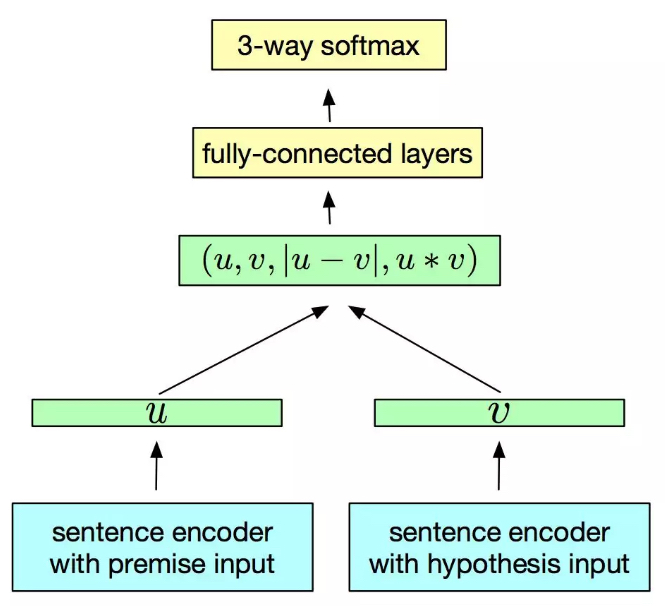 3-way softmax
fully-connected layers
(u, v, |u − v|, u ∗ v)
u
v
sentence encoder
with premise input
sentence encoder
with hypothesis input